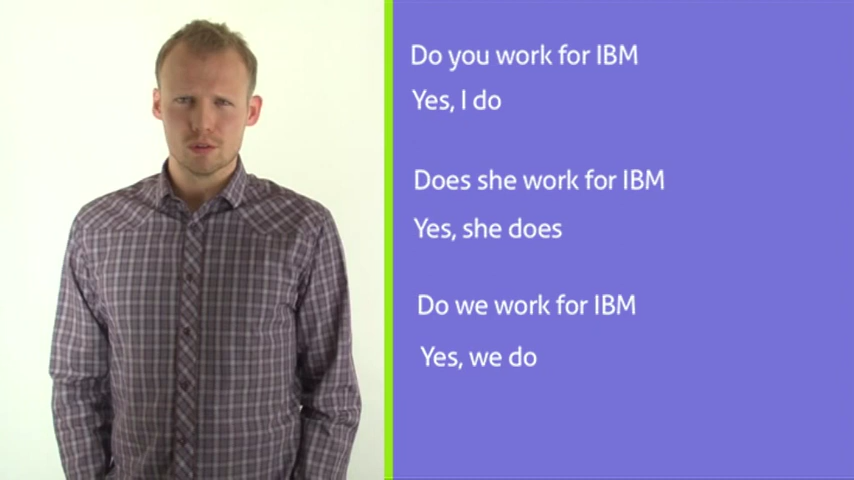 Do you work for IBM
Yes, I do
Does she work for IBM
Yes, she does
Do we work for IBM
Yes, we do